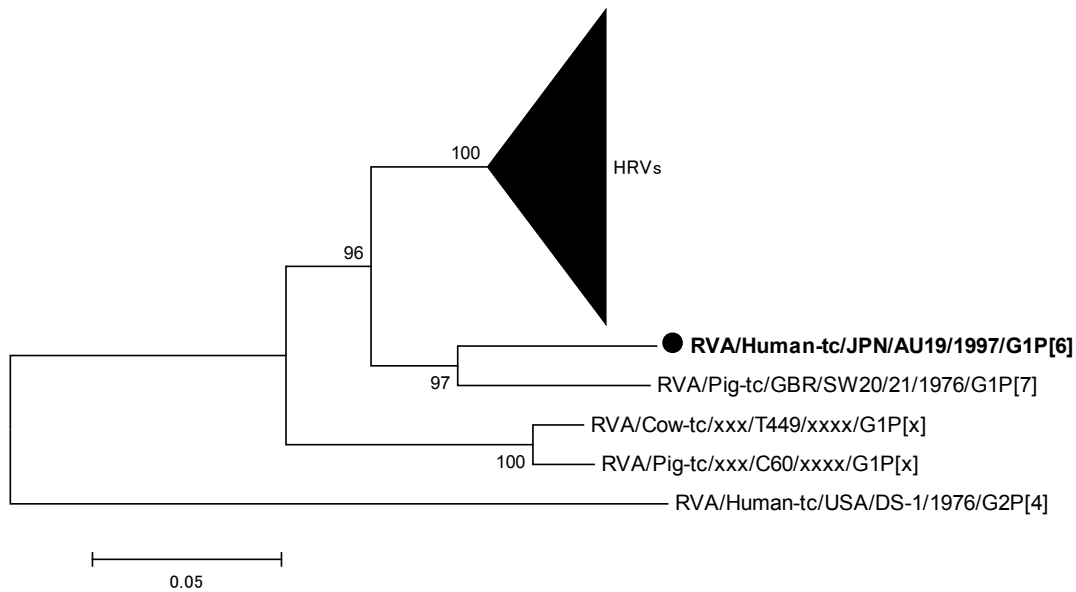 100
HRVs
96
RVA/Human-tc/JPN/AU19/1997/G1P[6]
97
RVA/Pig-tc/GBR/SW20/21/1976/G1P[7]
RVA/Cow-tc/xxx/T449/xxxx/G1P[x]
100
RVA/Pig-tc/xxx/C60/xxxx/G1P[x]
RVA/Human-tc/USA/DS-1/1976/G2P[4]
0.05